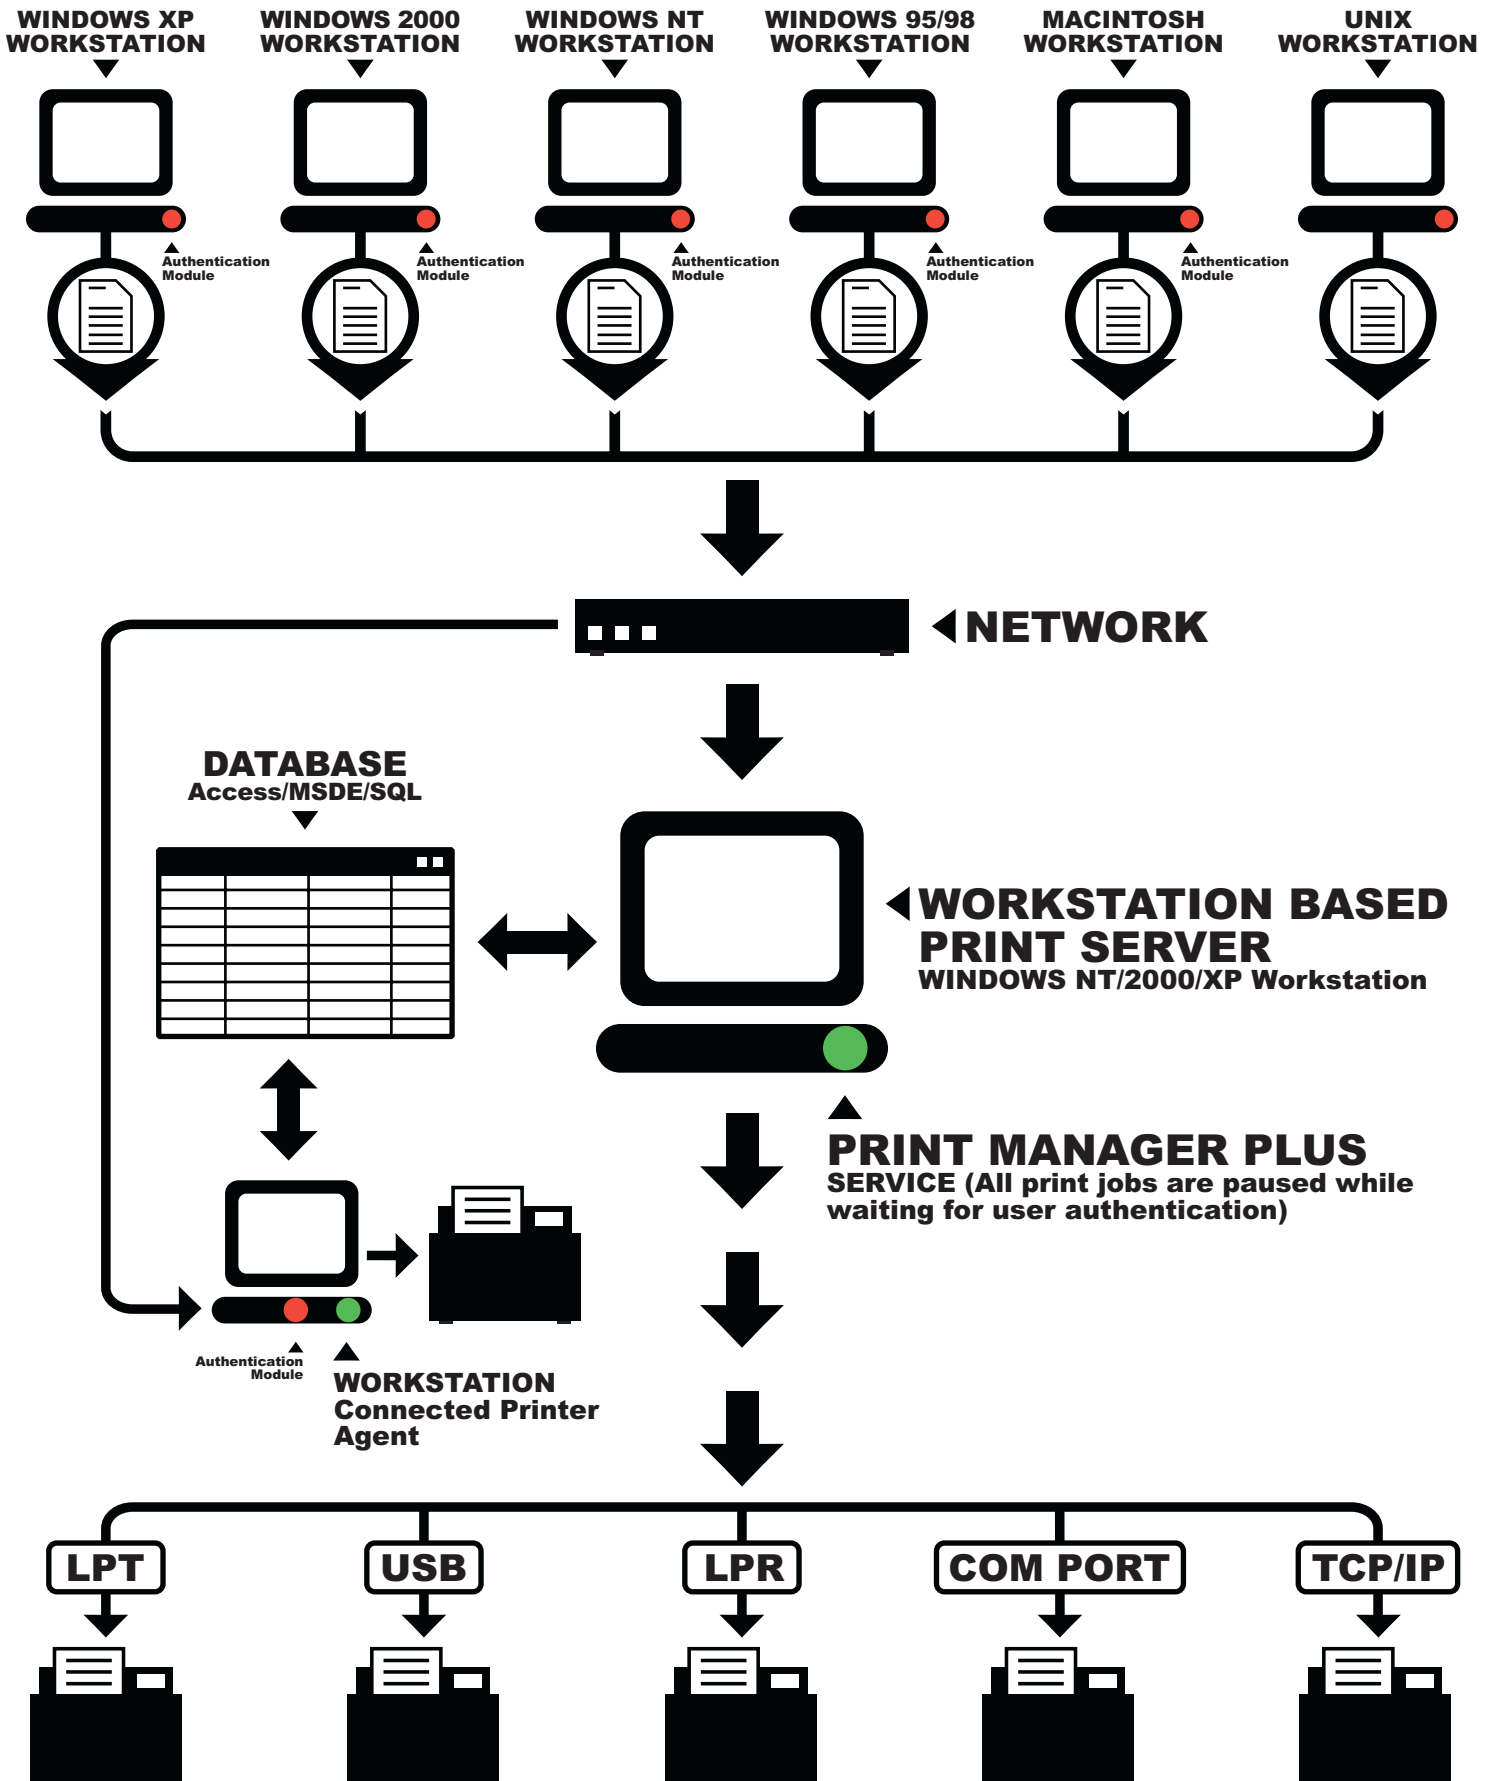 WINDOWS XP
WORKSTATION
WINDOWS 2000
WORKSTATION
WINDOWS NT
WORKSTATION
WINDOWS 95/98
WORKSTATION
MACINTOSH
WORKSTATION
UNIX
WORKSTATION
Authentication
Module
Authentication
Module
Authentication
Module
Authentication
Module
Authentication
Module
NETWORK
DATABASE
Access/MSDE/SQL
WORKSTATION BASED
PRINT SERVER
WINDOWS NT/2000/XP Workstation
PRINT MANAGER PLUS
SERVICE (All print jobs are paused while
waiting for user authentication)
Authentication
Module
WORKSTATION
Connected Printer
Agent
LPT
USB
LPR
COM PORT
TCP/IP